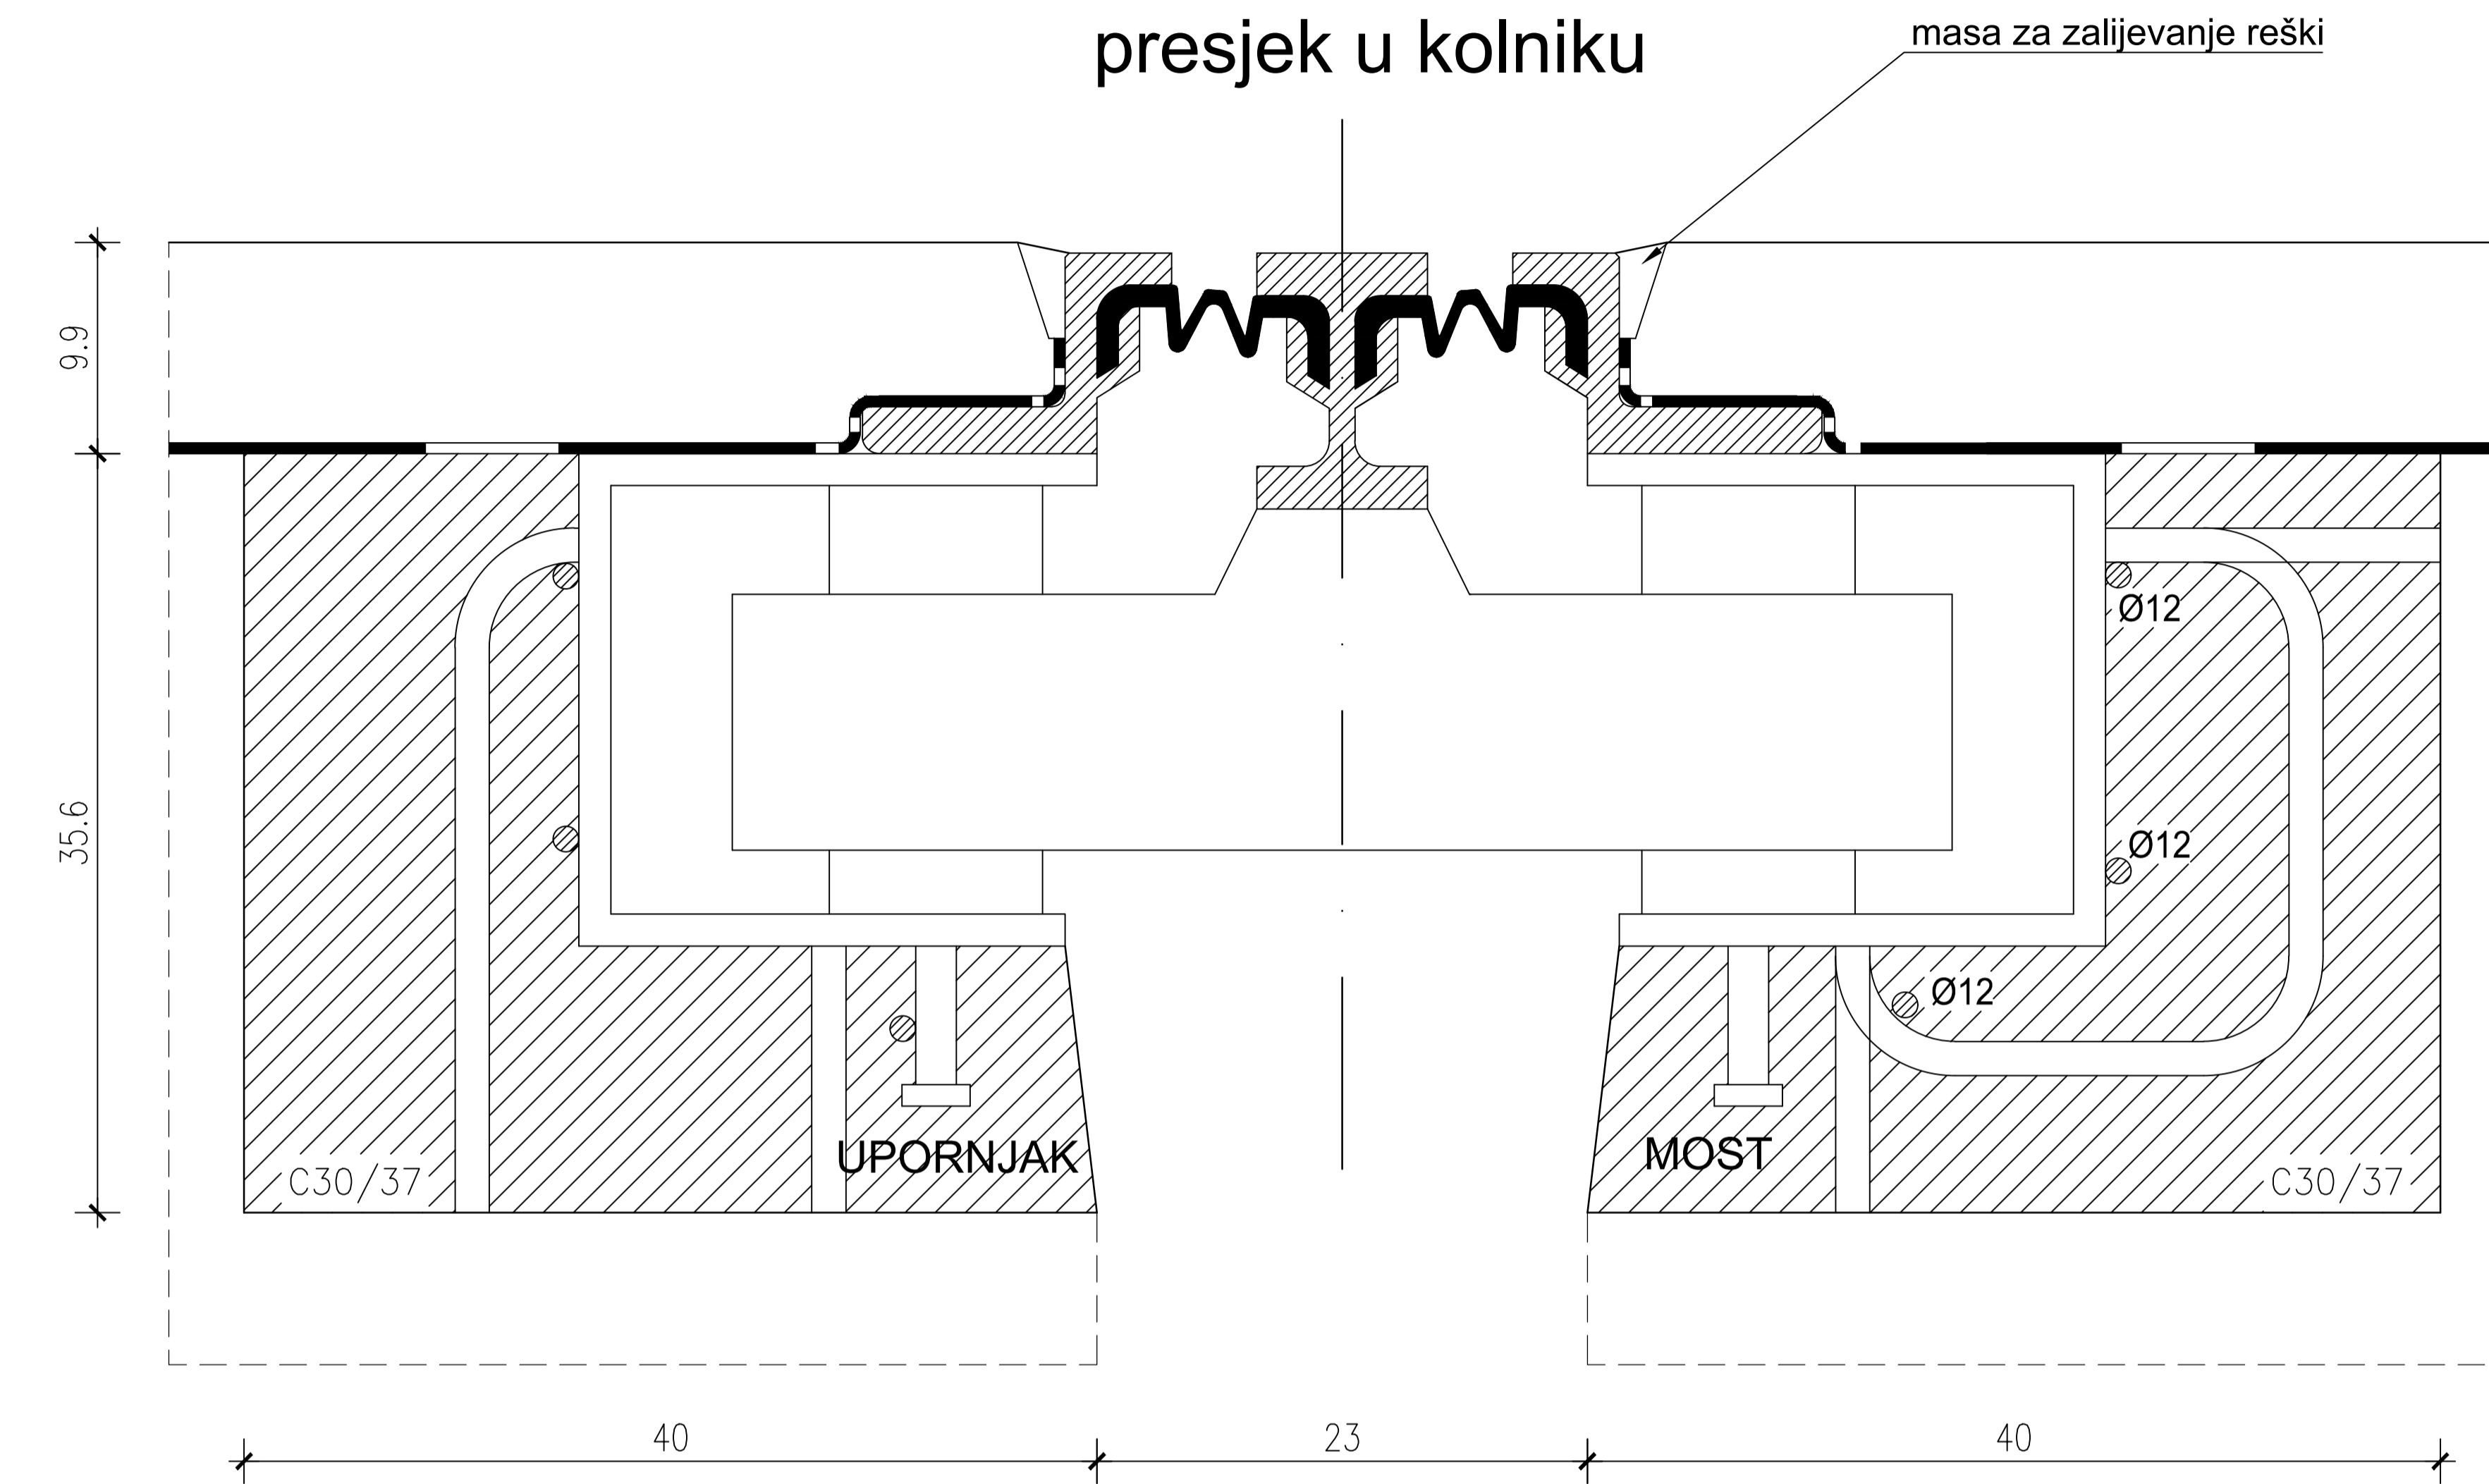 presjek u kolniku
masa za zalijevanje reški
9.9
35.6
Ø12
Ø12
Ø12
UPORNJAK
MOST
C30/37
C30/37
40
23
40